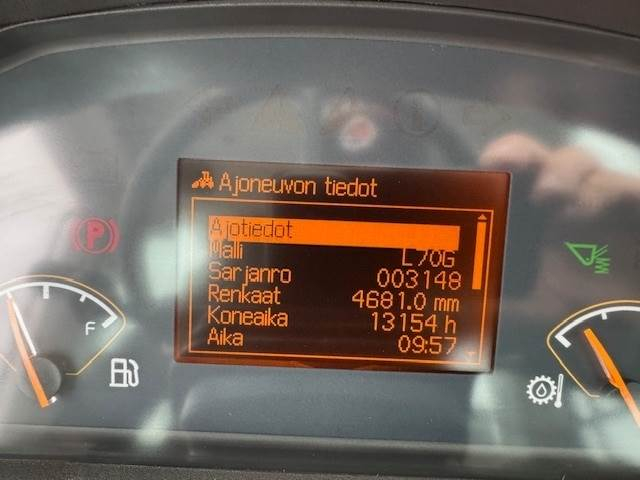 Ajoneuvon tiedot
Ajotiedot
Malli L70G
Sarjanro 003148
Renkaat 4681.0 mm
Koneaika 13154 h
Aika 09:57
P
F